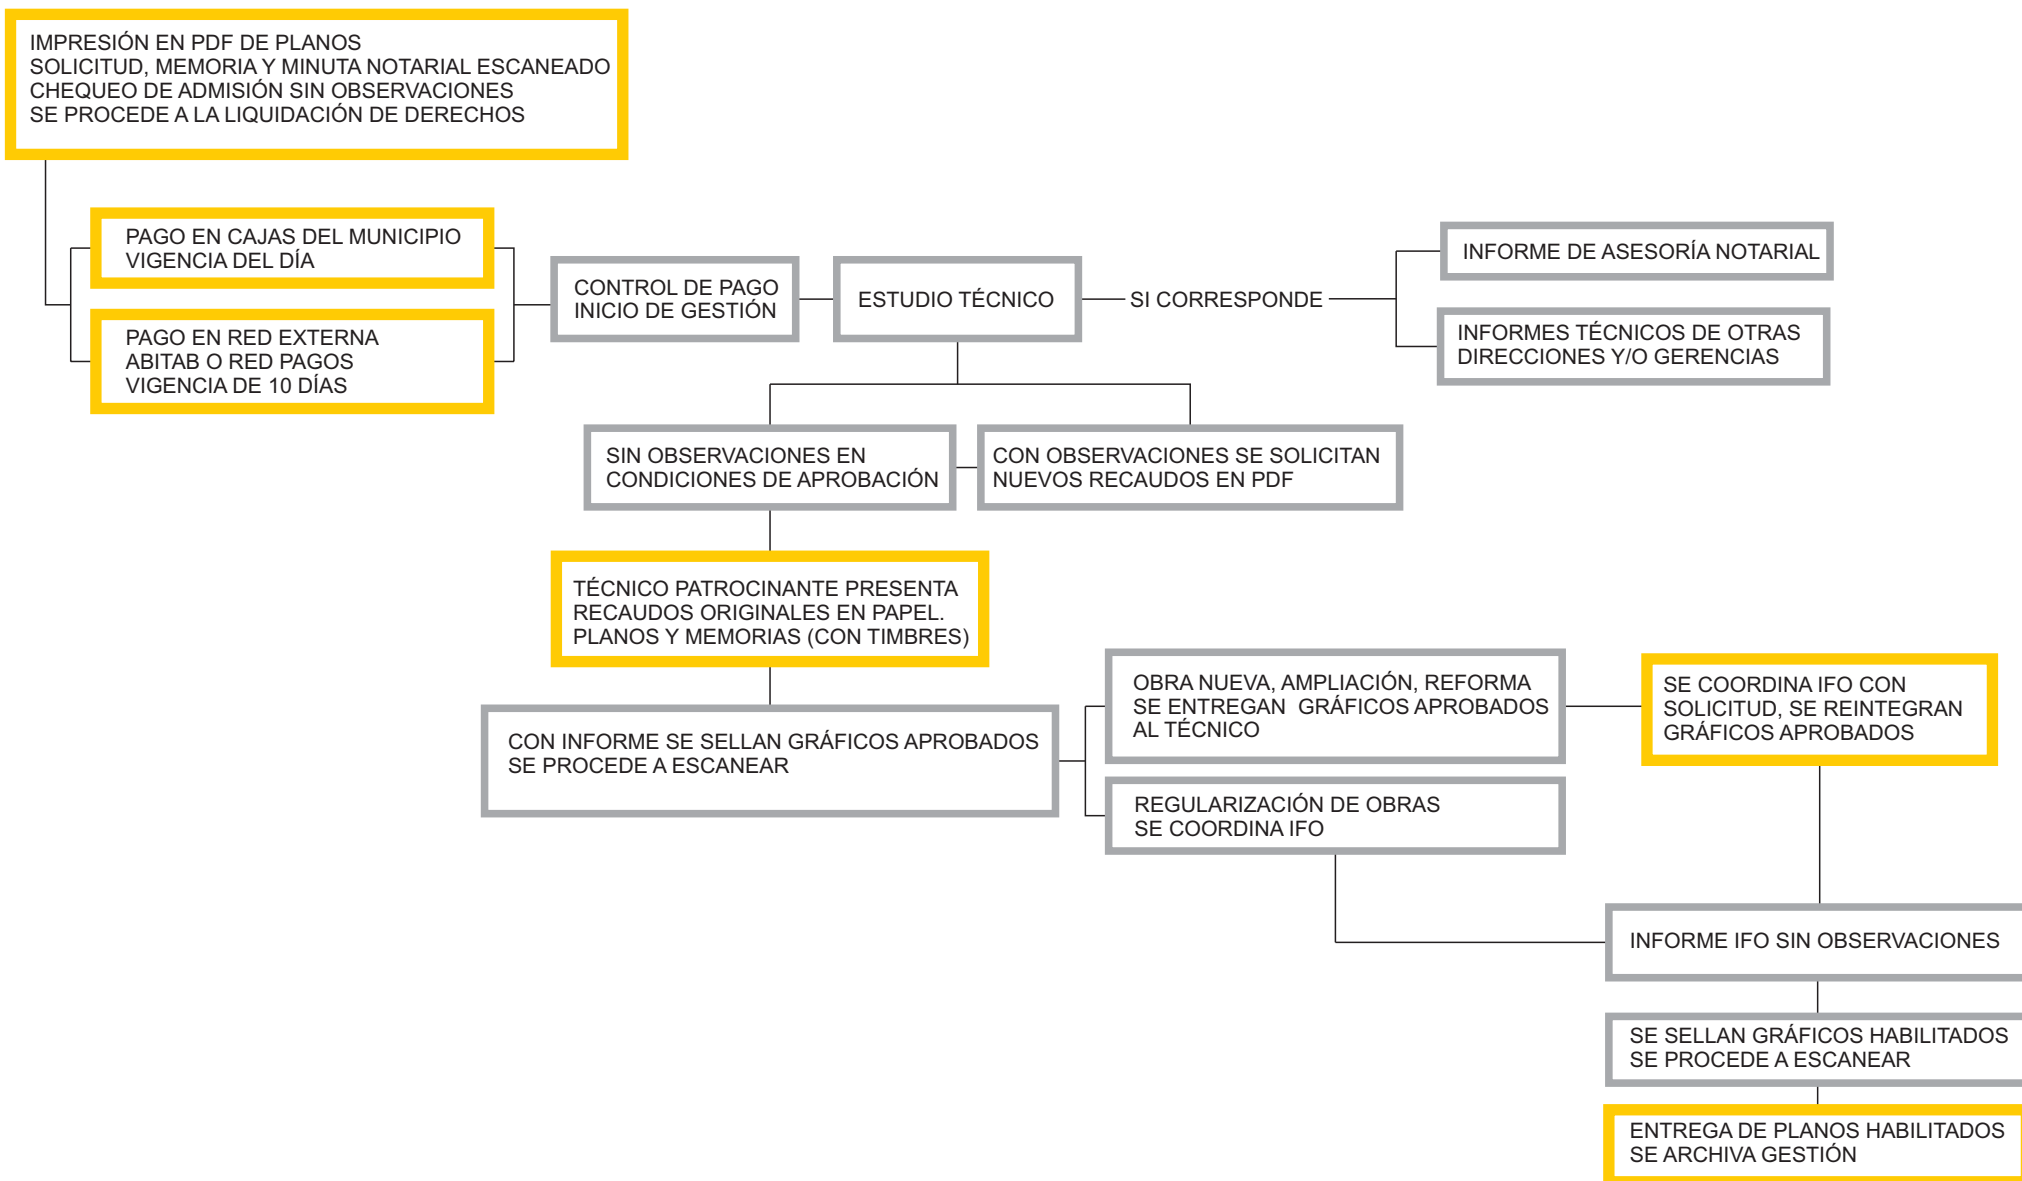 IMPRESIÓN EN PDF DE PLANOS
SOLICITUD, MEMORIA Y MINUTA NOTARIAL ESCANEADO
CHEQUEO DE ADMISIÓN SIN OBSERVACIONES
SE PROCEDE A LA LIQUIDACIÓN DE DERECHOS
PAGO EN CAJAS DEL MUNICIPIO
VIGENCIA DEL DÍA
PAGO EN RED EXTERNA
ABITAB O RED PAGOS
VIGENCIA DE 10 DÍAS
CONTROL DE PAGO
INICIO DE GESTIÓN
ESTUDIO TÉCNICO
SI CORRESPONDE
INFORME DE ASESORÍA NOTARIAL
INFORMES TÉCNICOS DE OTRAS
DIRECCIONES Y/O GERENCIAS
SIN OBSERVACIONES EN
CONDICIONES DE APROBACIÓN
CON OBSERVACIONES SE SOLICITAN
NUEVOS RECAUDOS EN PDF
TÉCNICO PATROCINANTE PRESENTA
RECAUDOS ORIGINALES EN PAPEL.
PLANOS Y MEMORIAS (CON TIMBRES)
CON INFORME SE SELLAN GRÁFICOS APROBADOS
SE PROCEDE A ESCANEAR
OBRA NUEVA, AMPLIACIÓN, REFORMA
SE ENTREGAN GRÁFICOS APROBADOS
AL TÉCNICO
REGULARIZACIÓN DE OBRAS
SE COORDINA IFO
SE COORDINA IFO CON
SOLICITUD, SE REINTEGRAN
GRÁFICOS APROBADOS
INFORME IFO SIN OBSERVACIONES
SE SELLAN GRÁFICOS HABILITADOS
SE PROCEDE A ESCANEAR
ENTREGA DE PLANOS HABILITADOS
SE ARCHIVA GESTIÓN